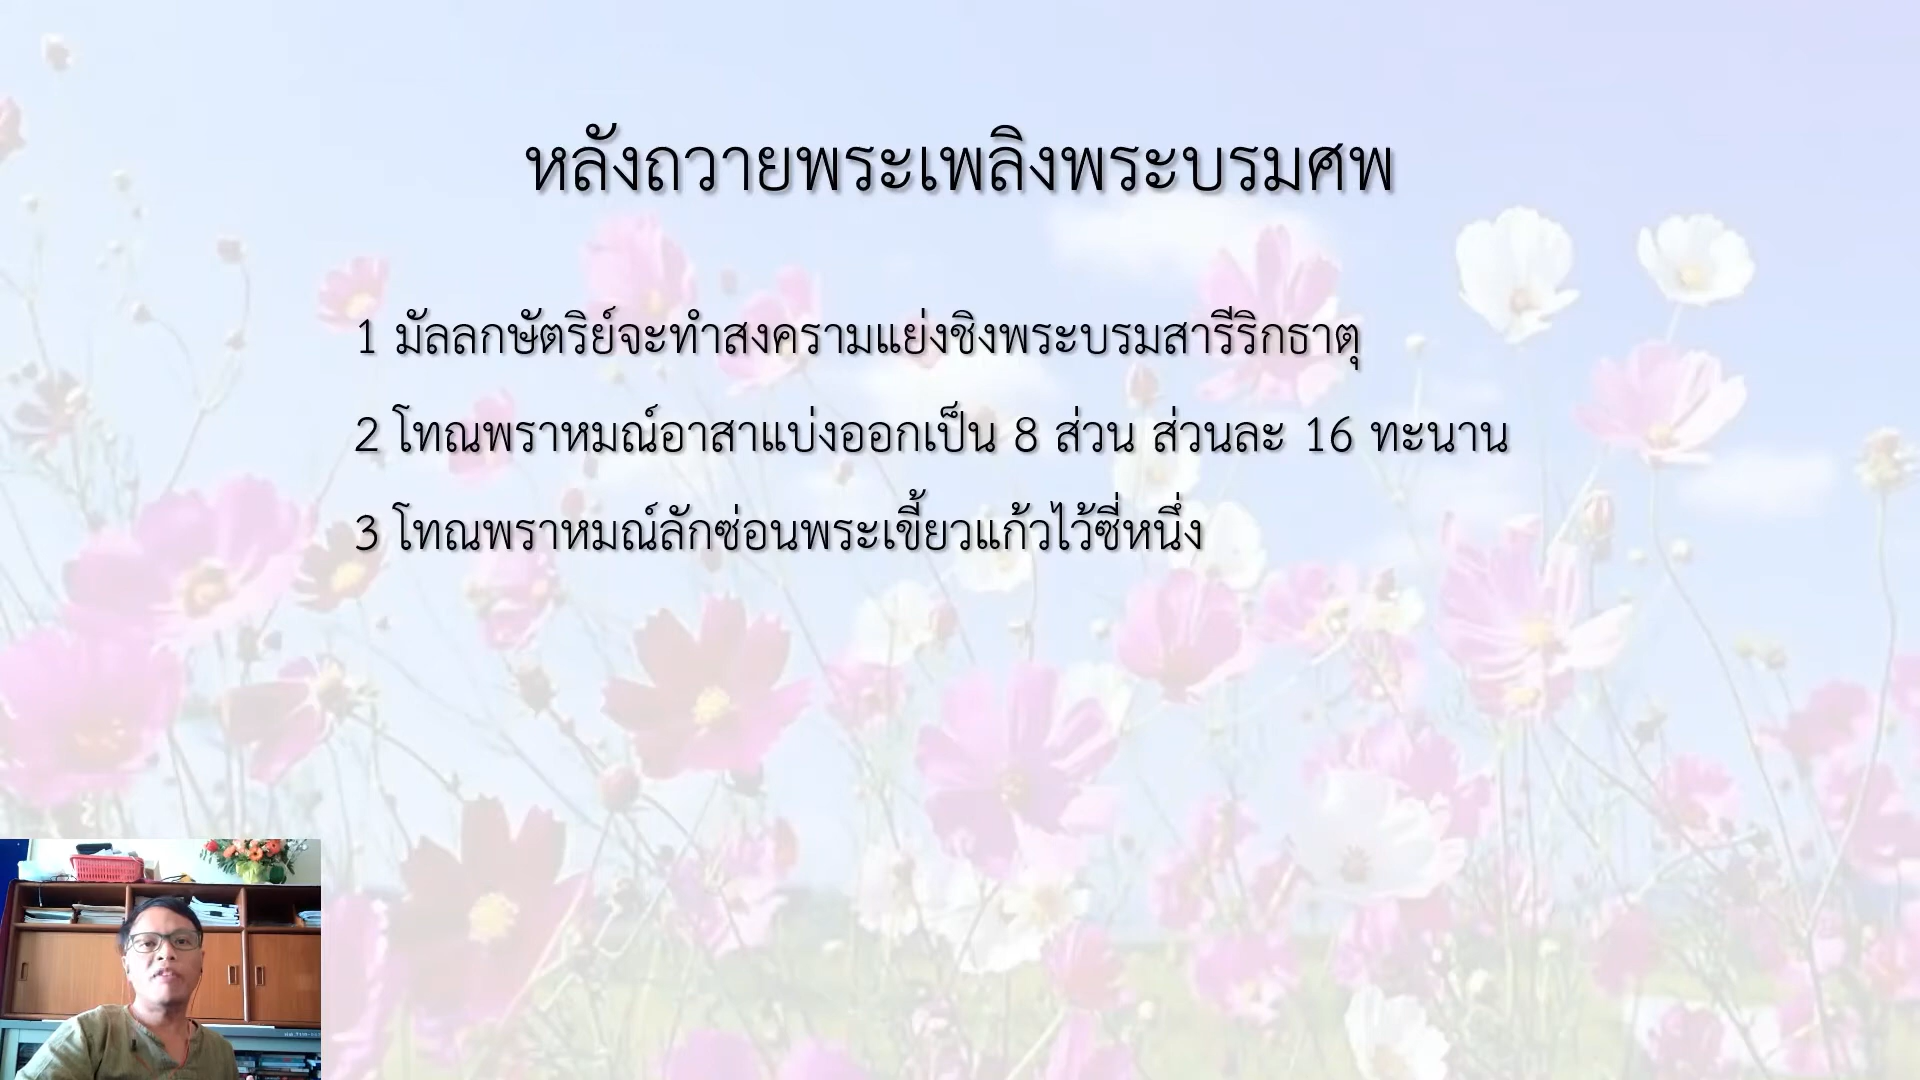 หลังถวายพระเพลิงพระบรมศพ
1 มัลลกษัตริย์จะทำสงครามแย่งชิงพระบรมสารีริกธาตุ
2 โทณพราหมณ์อาสาแบ่งออกเป็น 8 ส่วน ส่วนละ 16 ทะนาน
3 โทณพราหมณ์ลักซ่อนพระเขี้ยวแก้วไว้ซี่หนึ่ง